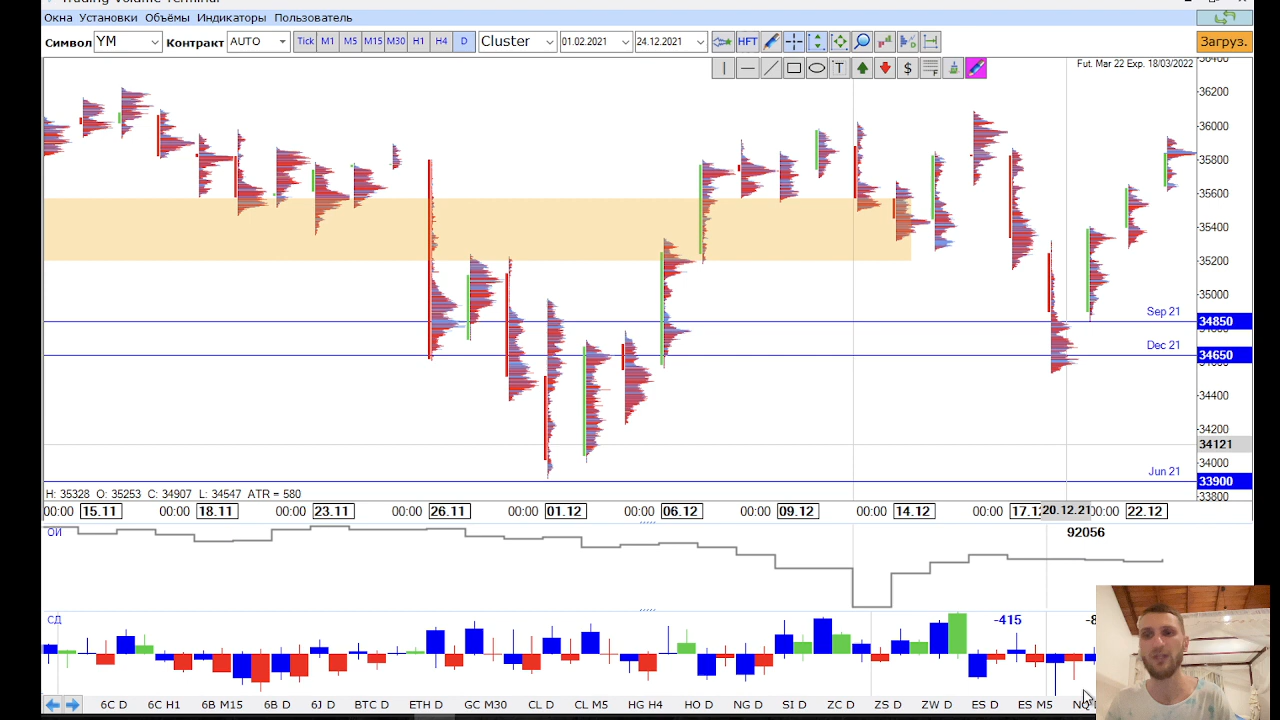 Trading Volume Terminal
Окна Установки Объёмы Индикаторы Пользователь
Символ YM Контракт AUTO Tick M1 M5 M15 M30 H1 H4 D Cluster 01.02.2021 24.12.2021 HFT Загруз.
T $ F
Fut. Mar 22 Exp. 18/03/2022
36400
36200
36000
35800
35600
35400
35200
35000
Sep 21
34850
Dec 21
34650
34400
34200
34121
34000
Jun 21
33900
33800
H: 35328 O: 35253 C: 34907 L: 34547 ATR = 580
00:00 15.11 00:00 18.11 00:00 23.11 00:00 26.11 00:00 01.12 00:00 06.12 00:00 09.12 00:00 14.12 00:00 17.12 20.12.21 00:00 22.12
ОИ
92056
СД
-415
6C D 6C H1 6B M15 6B D 6J D BTC D ETH D GC M30 CL D CL M5 HG H4 HO D NG D SI D ZC D ZS D ZW D ES D ES M5